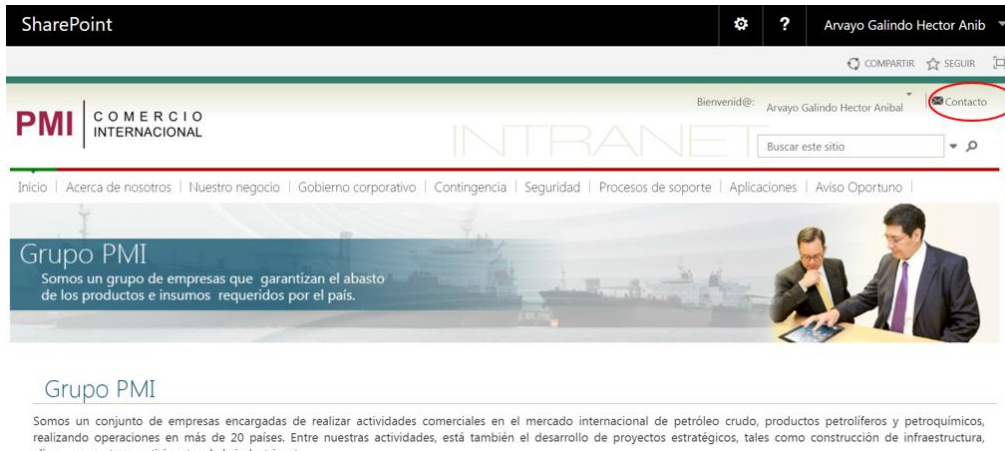 SharePoint
? Arvayo Galindo Hector Anib
COMPARTIR SEGUIR
PMI COMERCIO
INTERNACIONAL
Bienvenid@: Arvayo Galindo Hector Anibal
Contacto
INTRANET
Buscar este sitio
Inicio | Acerca de nosotros | Nuestro negocio | Gobierno corporativo | Contingencia | Seguridad | Procesos de soporte | Aplicaciones | Aviso Oportuno |
Grupo PMI
Somos un grupo de empresas que garantizan el abasto
de los productos e insumos requeridos por el país.
Grupo PMI
Somos un conjunto de empresas encargadas de realizar actividades comerciales en el mercado internacional de petróleo crudo, productos petrolíferos y petroquímicos,
realizando operaciones en más de 20 países. Entre nuestras actividades, está también el desarrollo de proyectos estratégicos, tales como construcción de infraestructura,